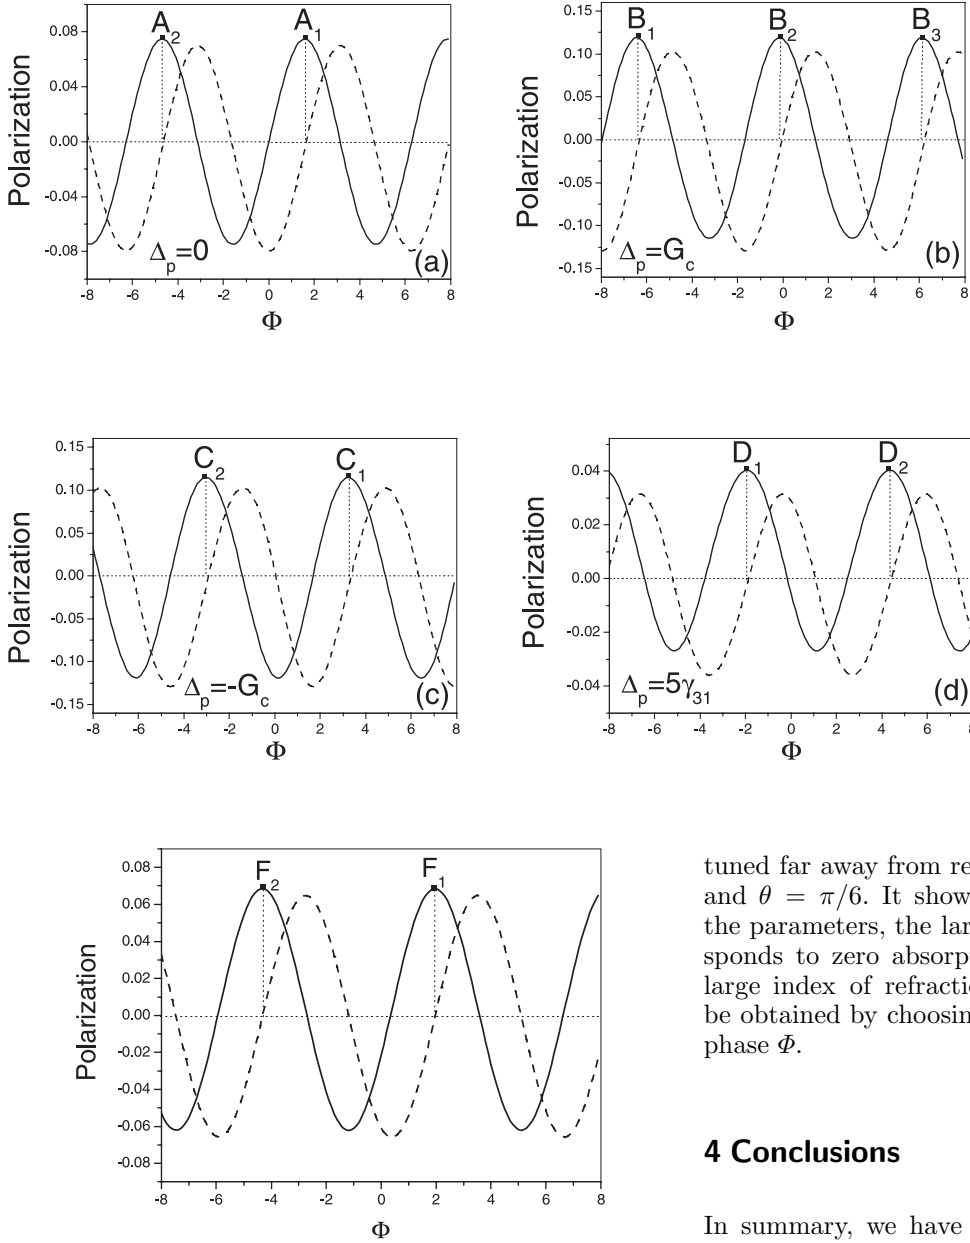 0.08
0.04
0.00
-0.04
-0.08
Polarization
A2
A1
Δp=0
(a)
-8 -6 -4 -2 0 2 4 6 8
Φ
0.15
0.10
0.05
0.00
-0.05
-0.10
-0.15
Polarization
B1
B2
B3
Δp=Gc
(b)
-8 -6 -4 -2 0 2 4 6 8
Φ
0.15
0.10
0.05
0.00
-0.05
-0.10
-0.15
Polarization
C2
C1
Δp=-Gc
(c)
-8 -6 -4 -2 0 2 4 6 8
Φ
0.04
0.02
0.00
-0.02
-0.04
Polarization
D1
D2
Δp=5γ31
(d)
-8 -6 -4 -2 0 2 4 6 8
Φ
0.08
0.06
0.04
0.02
0.00
-0.02
-0.04
-0.06
-0.08
Polarization
F2
F1
-8 -6 -4 -2 0 2 4 6 8
Φ
tuned far away from re
and θ = π/6. It show
the parameters, the lar
sponds to zero absorp
large index of refractio
be obtained by choosin
phase Φ.
4 Conclusions
In summary, we have